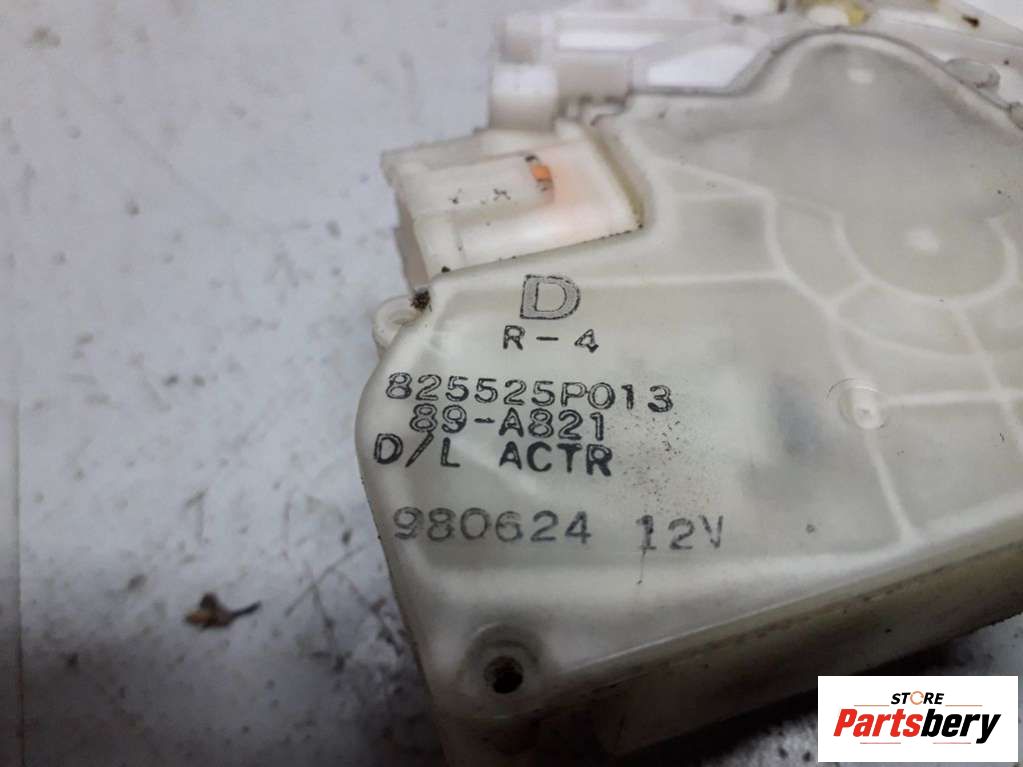 D
R-4
825525P013
89-A821
D/L ACTR
980624 12V
STORE
Partsbery